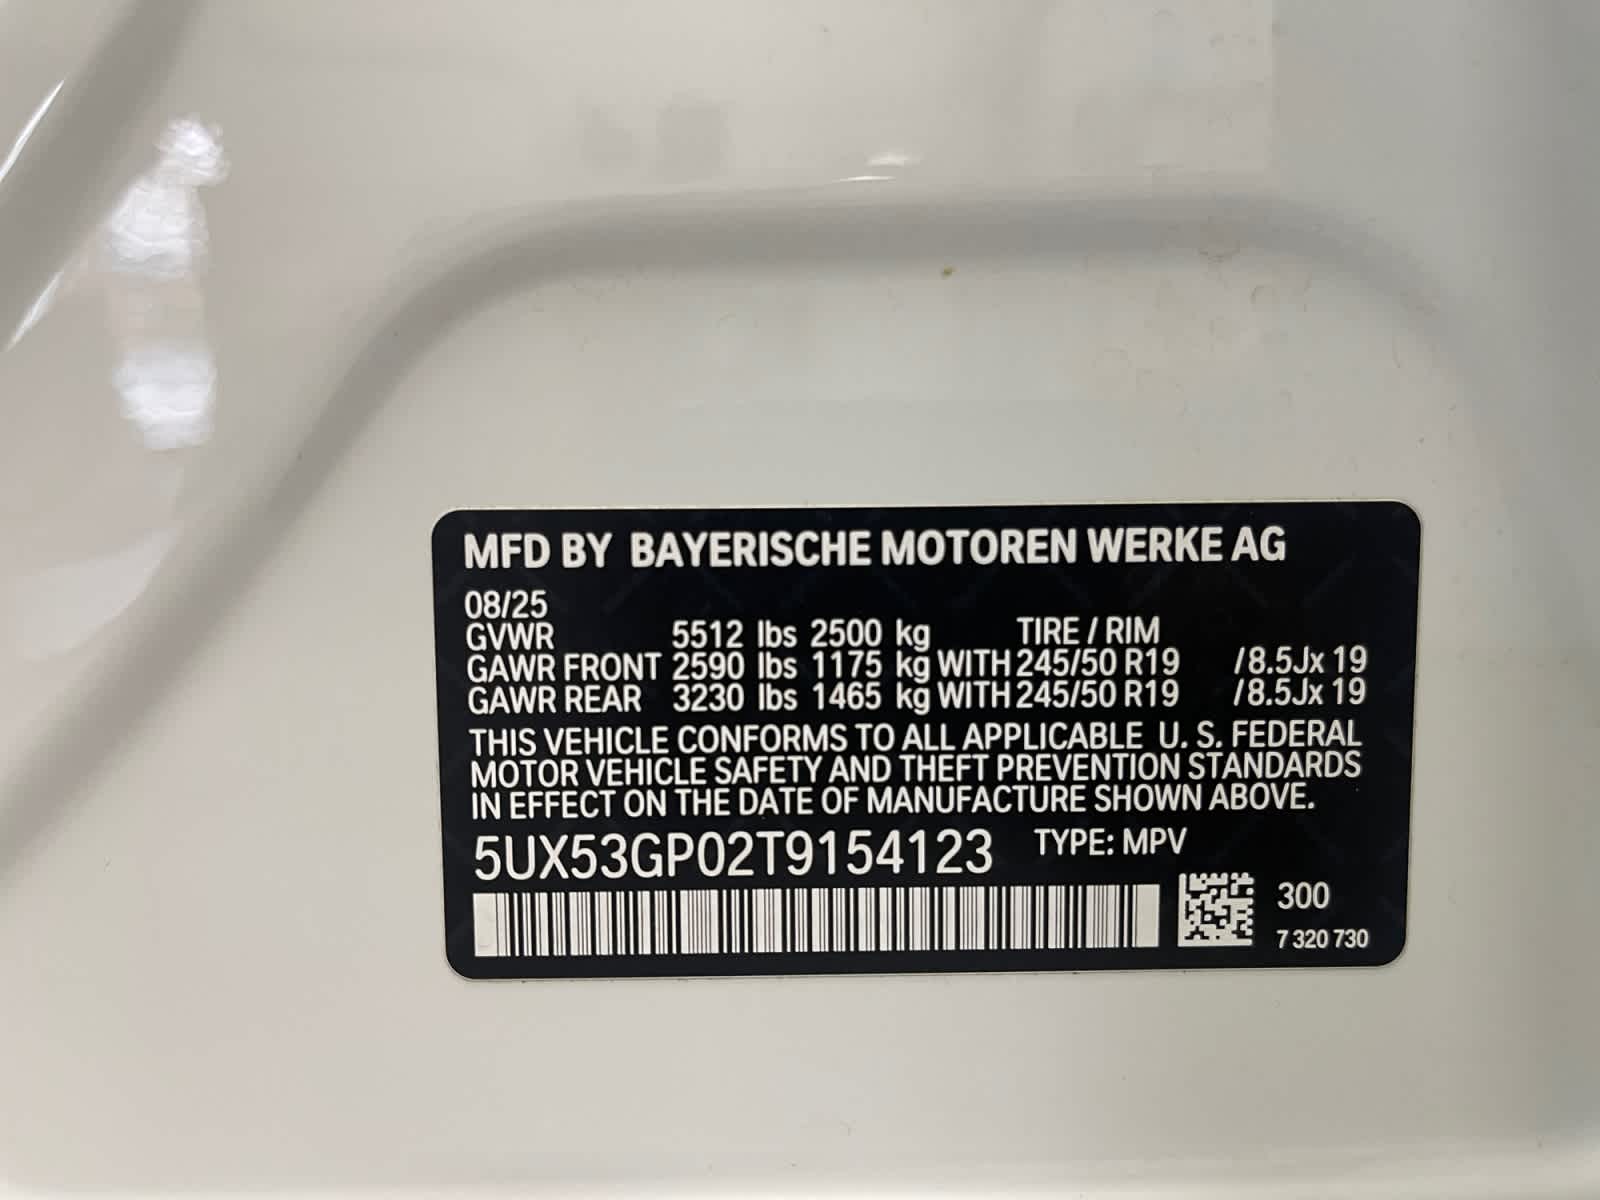 MFD BY BAYERISCHE MOTOREN WERKE AG
08/25
GVWR 5512 lbs 2500 kg TIRE / RIM
GAWR FRONT 2590 lbs 1175 kg WITH 245/50 R19 /8.5Jx 19
GAWR REAR 3230 lbs 1465 kg WITH 245/50 R19 /8.5Jx 19
THIS VEHICLE CONFORMS TO ALL APPLICABLE U. S. FEDERAL
MOTOR VEHICLE SAFETY AND THEFT PREVENTION STANDARDS
IN EFFECT ON THE DATE OF MANUFACTURE SHOWN ABOVE.
5UX53GP02T9154123 TYPE: MPV
300
7 320 730